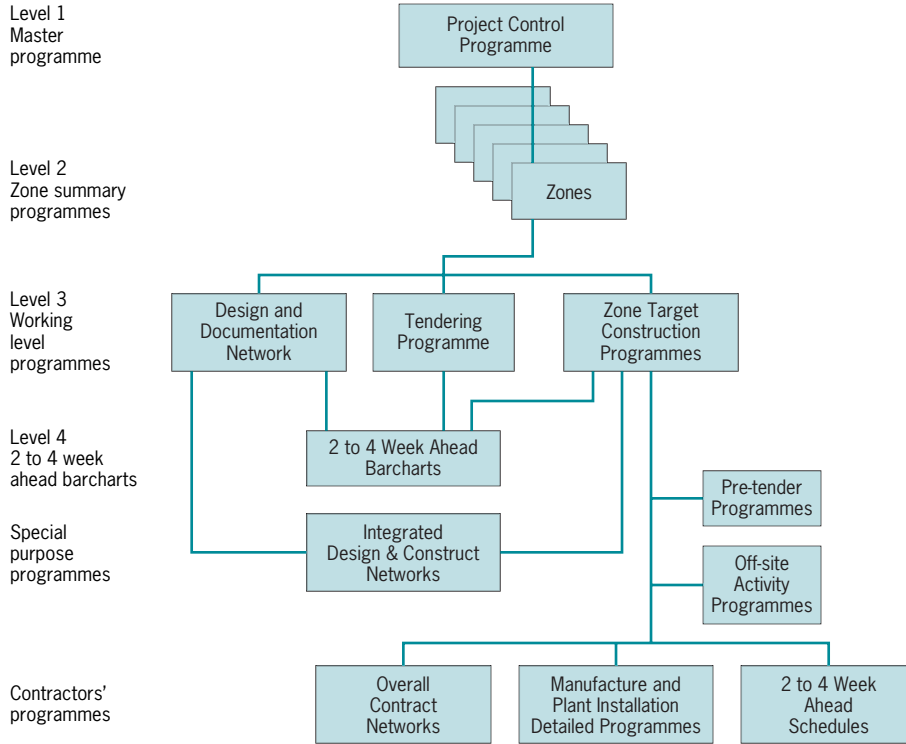 Level 1
Master
programme
Project Control
Programme
Level 2
Zone summary
programmes
Zones
Level 3
Working
level
programmes
Design and
Documentation
Network
Tendering
Programme
Zone Target
Construction
Programmes
Level 4
2 to 4 week
ahead barcharts
2 to 4 Week Ahead
Barcharts
Pre-tender
Programmes
Special
purpose
programmes
Integrated
Design & Construct
Networks
Off-site
Activity
Programmes
Contractors'
programmes
Overall
Contract
Networks
Manufacture and
Plant Installation
Detailed Programmes
2 to 4 Week
Ahead
Schedules